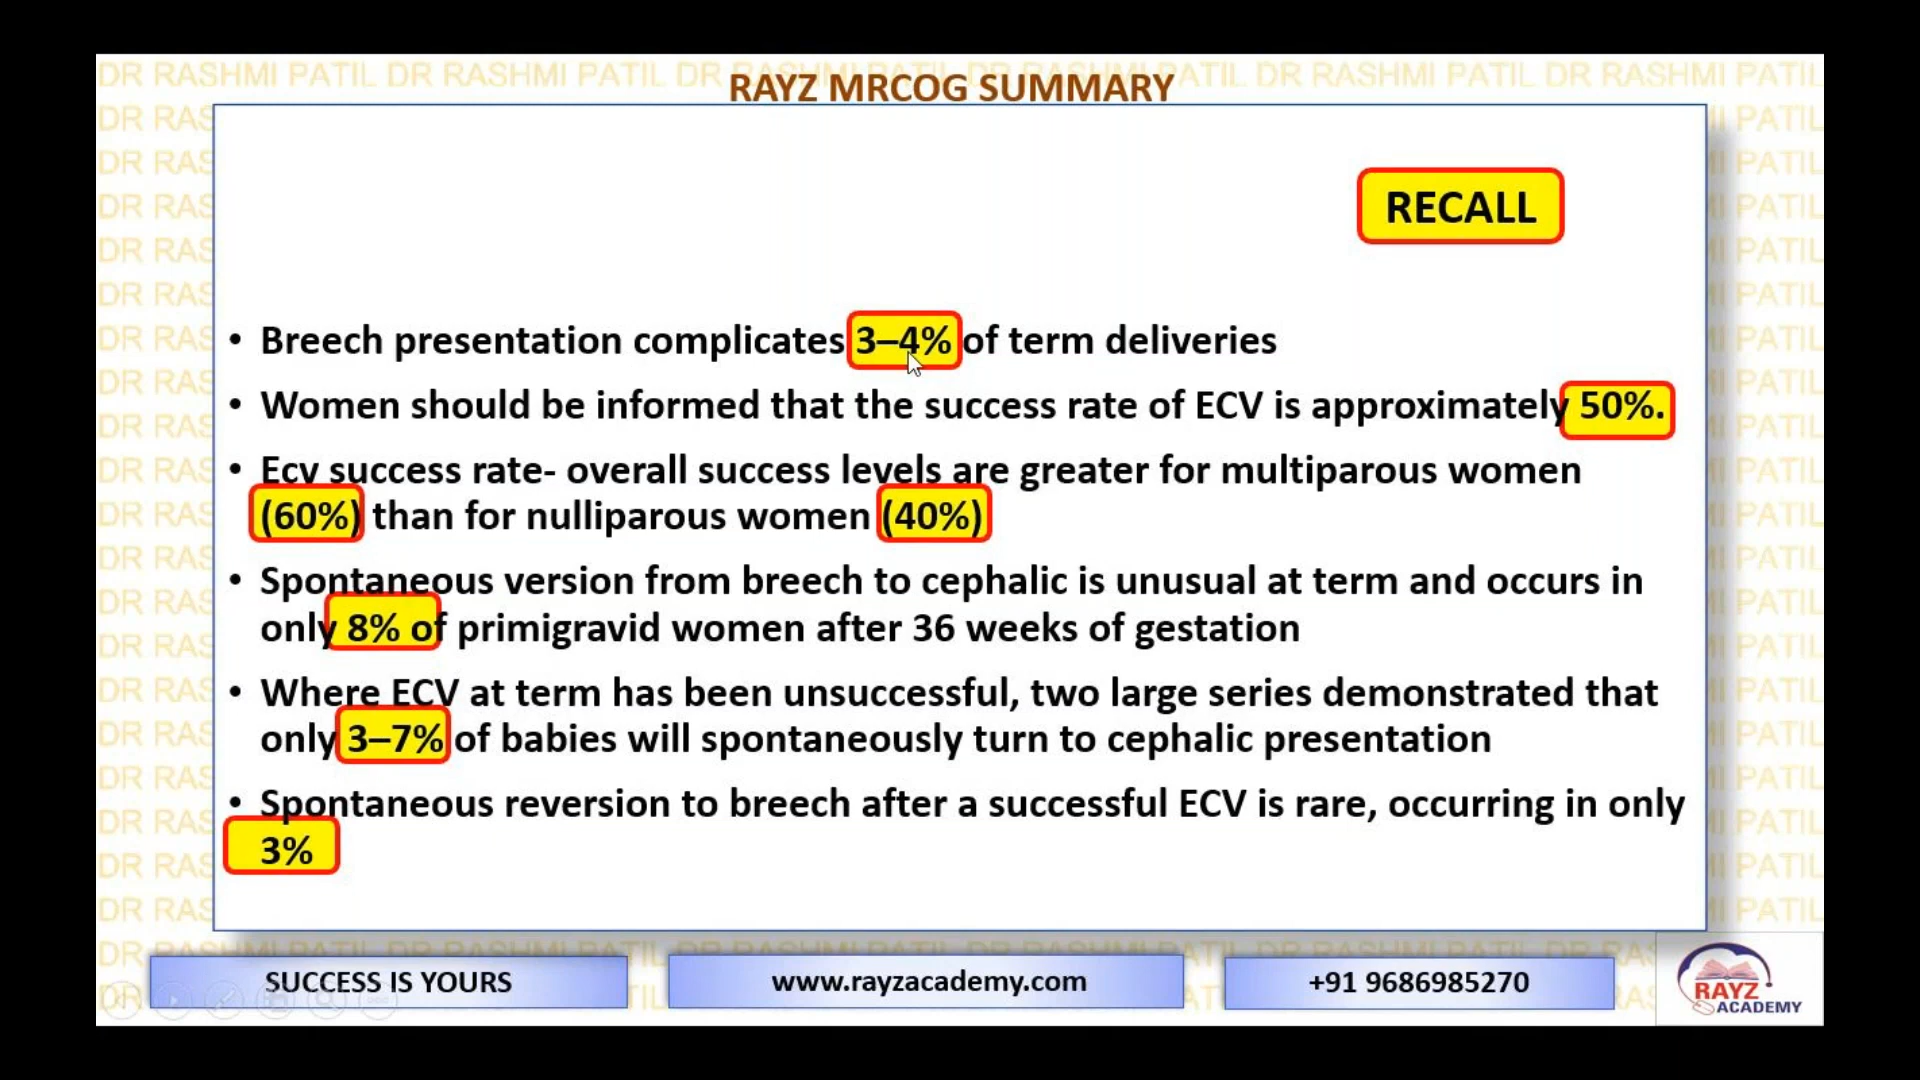 DR RASHMI PATIL DR RASHMI PATIL DR RASHMI PATIL DR RASHMI PATIL DR RASHMI PATIL DR RASHMI PATIL
RAYZ MRCOG SUMMARY
RECALL
• Breech presentation complicates 3–4% of term deliveries
• Women should be informed that the success rate of ECV is approximately 50%.
• Ecv success rate- overall success levels are greater for multiparous women
(60%) than for nulliparous women (40%)
• Spontaneous version from breech to cephalic is unusual at term and occurs in
only 8% of primigravid women after 36 weeks of gestation
• Where ECV at term has been unsuccessful, two large series demonstrated that
only 3–7% of babies will spontaneously turn to cephalic presentation
• Spontaneous reversion to breech after a successful ECV is rare, occurring in only
3%
SUCCESS IS YOURS
www.rayzacademy.com
+91 9686985270
RAYZ
ACADEMY